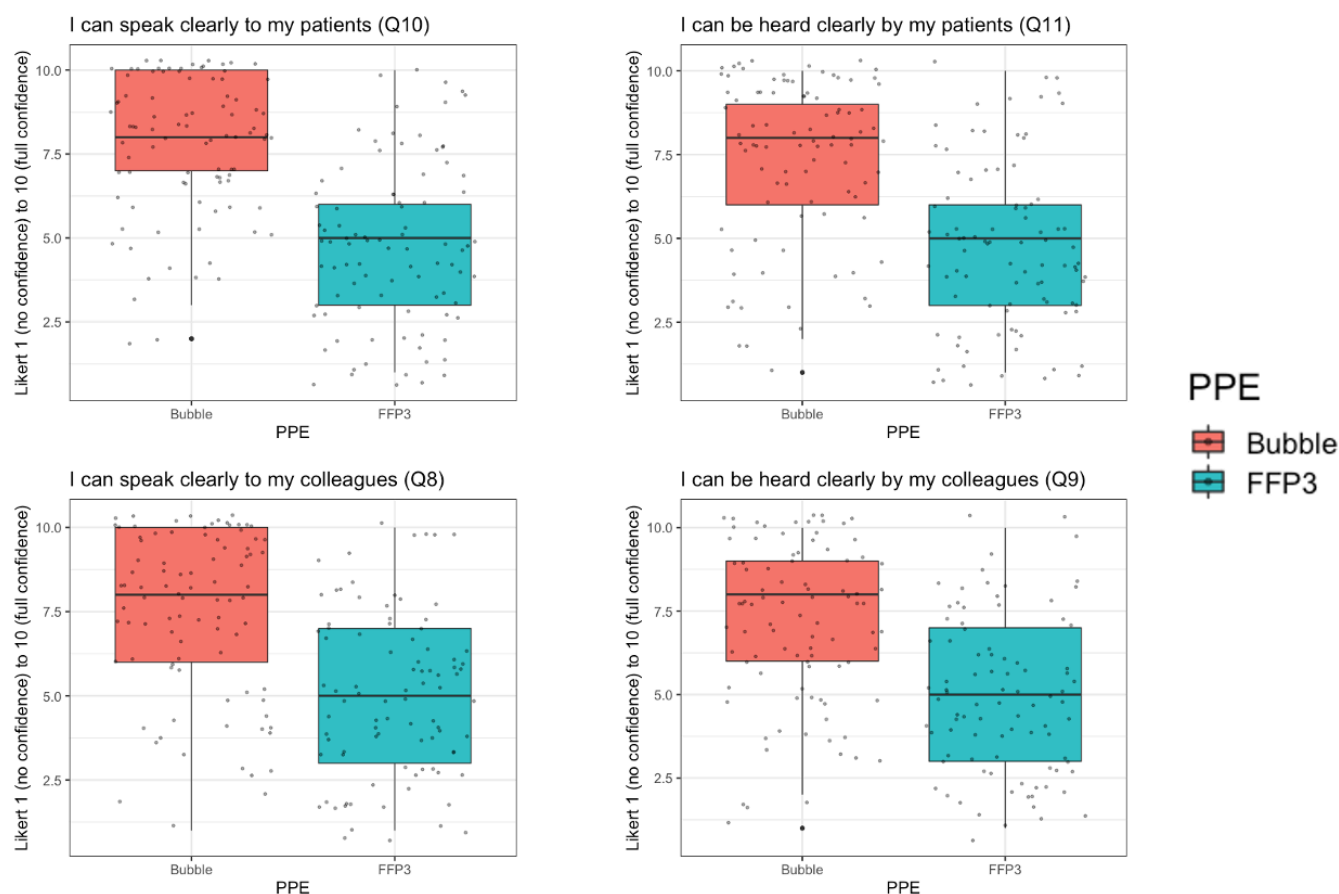 I can speak clearly to my patients (Q10)
Likert 1 (no confidence) to 10 (full confidence)
10.0
7.5
5.0
2.5
Bubble
FFP3
PPE
I can be heard clearly by my patients (Q11)
Likert 1 (no confidence) to 10 (full confidence)
10.0
7.5
5.0
2.5
Bubble
FFP3
PPE
I can speak clearly to my colleagues (Q8)
Likert 1 (no confidence) to 10 (full confidence)
10.0
7.5
5.0
2.5
Bubble
FFP3
PPE
I can be heard clearly by my colleagues (Q9)
Likert 1 (no confidence) to 10 (full confidence)
10.0
7.5
5.0
2.5
Bubble
FFP3
PPE
PPE
Bubble
FFP3